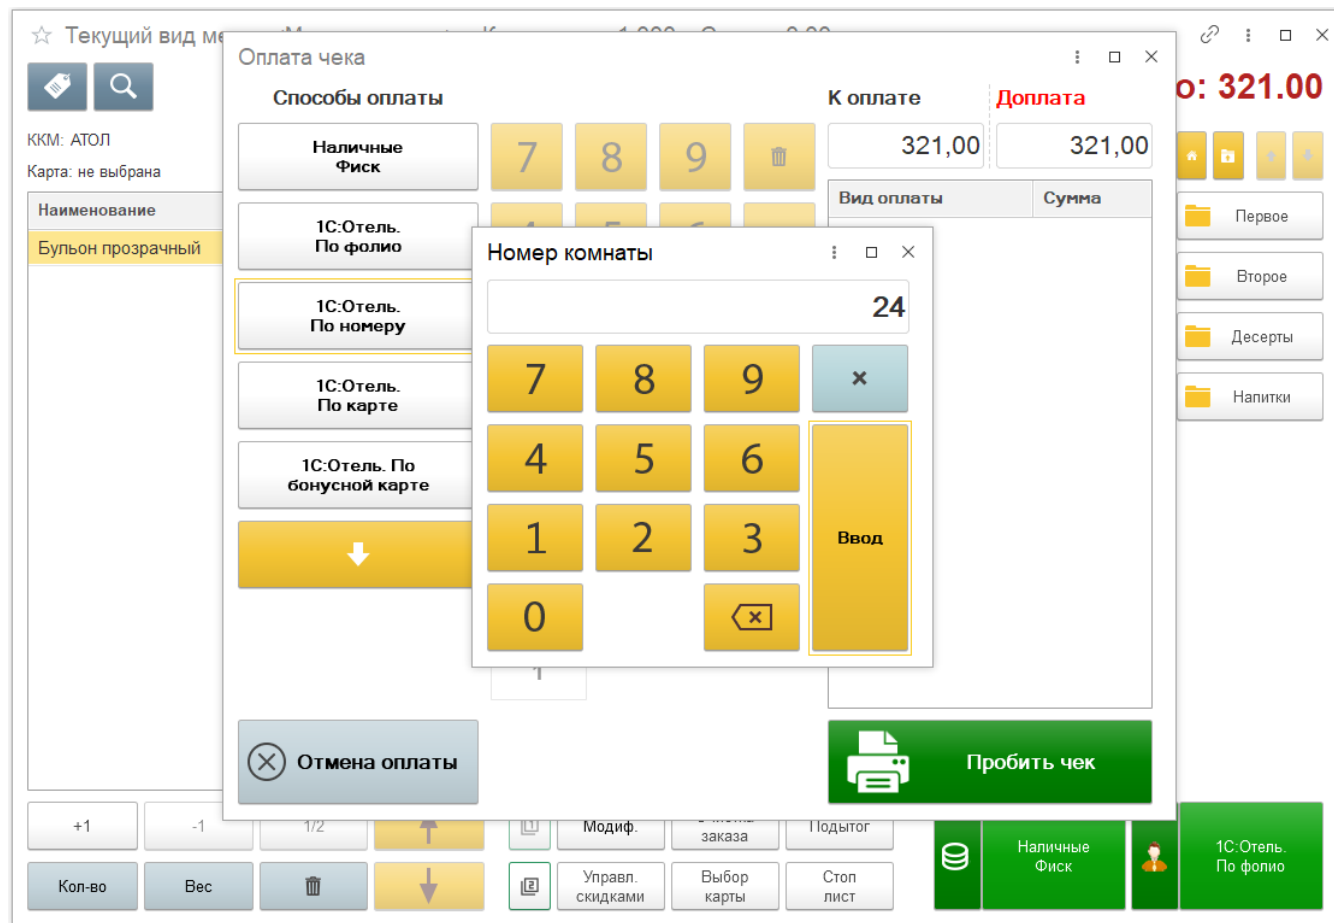 Текущий вид ме
о: 321.00
ККМ: АТОЛ
Карта: не выбрана
Наименование
Бульон прозрачный
Оплата чека
Способы оплаты
К оплате
Доплата
321,00
321,00
Наличные
Фиск
1С:Отель.
По фолио
1С:Отель.
По номеру
1С:Отель.
По карте
1С:Отель. По
бонусной карте
7
8
9
Вид оплаты
Сумма
Номер комнаты
24
7
8
9
×
4
5
6
1
2
3
Ввод
0
1
Отмена оплаты
Пробить чек
Первое
Второе
Десерты
Напитки
+1
-1
1/2
Модиф.
заказа
Подытог
Кол-во
Вес
Управл.
скидками
Выбор
карты
Стоп
лист
Наличные
Фиск
1С:Отель.
По фолио